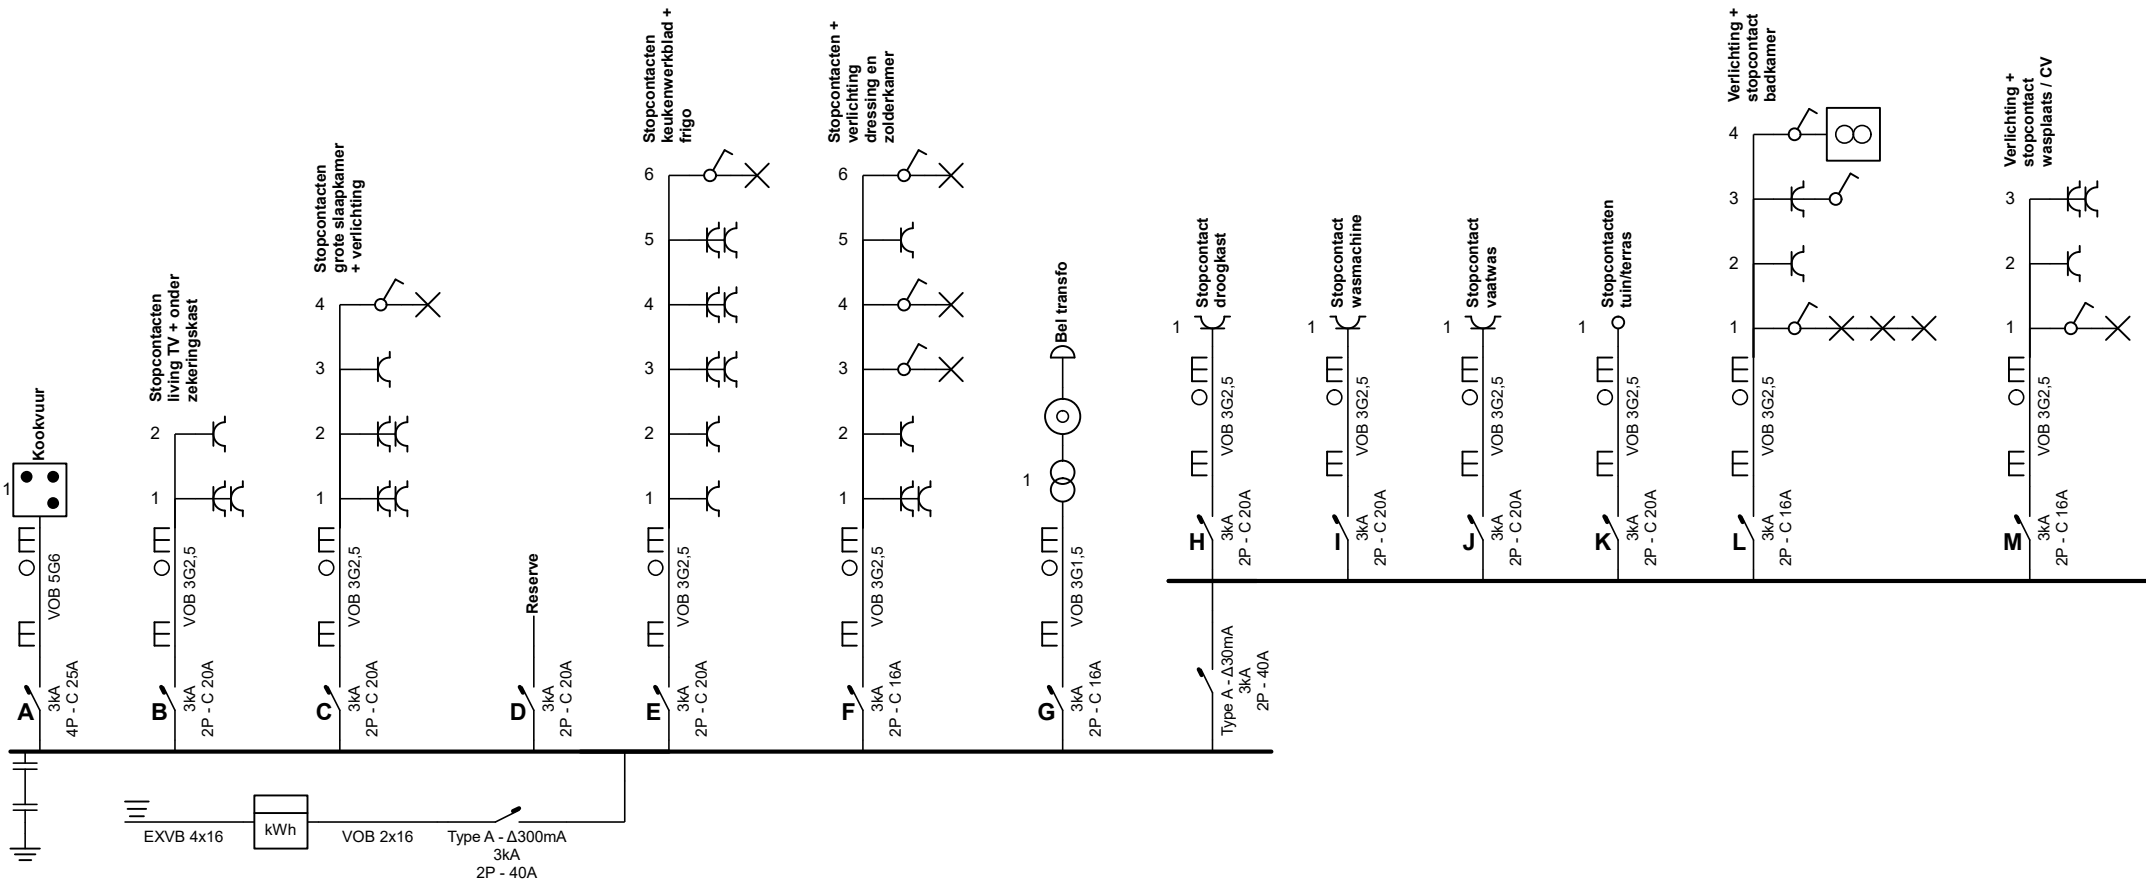 Kookvuur
1
VOB 5G6
A
3kA
4P - C 25A
Stopcontacten
living TV + onder
zekeringskast
2
1
VOB 3G2,5
B
3kA
2P - C 20A
Stopcontacten
grote slaapkamer
+ verlichting
4
3
2
1
VOB 3G2,5
C
3kA
2P - C 20A
Reserve
D
3kA
2P - C 20A
Stopcontacten
keukenwerkblad +
frigo
6
5
4
3
2
1
VOB 3G2,5
E
3kA
2P - C 20A
Stopcontacten +
verlichting
dressing en
zolderkamer
6
5
4
3
2
1
VOB 3G2,5
F
3kA
2P - C 16A
Bel transfo
1
VOB 3G1,5
G
3kA
2P - C 16A
Stopcontact
droogkast
1
VOB 3G2,5
H
3kA
2P - C 20A
Type A - Δ30mA
3kA
2P - 40A
Stopcontact
wasmachine
1
VOB 3G2,5
I
3kA
2P - C 20A
Stopcontact
vaatwas
1
VOB 3G2,5
J
3kA
2P - C 20A
Stopcontacten
tuin/terras
1
VOB 3G2,5
K
3kA
2P - C 20A
Verlichting +
stopcontact
badkamer
4
3
2
1
VOB 3G2,5
L
3kA
2P - C 16A
Verlichting +
stopcontact
wasplaats / CV
3
2
1
VOB 3G2,5
M
3kA
2P - C 16A
EXVB 4x16
kWh
VOB 2x16
Type A - Δ300mA
3kA
2P - 40A